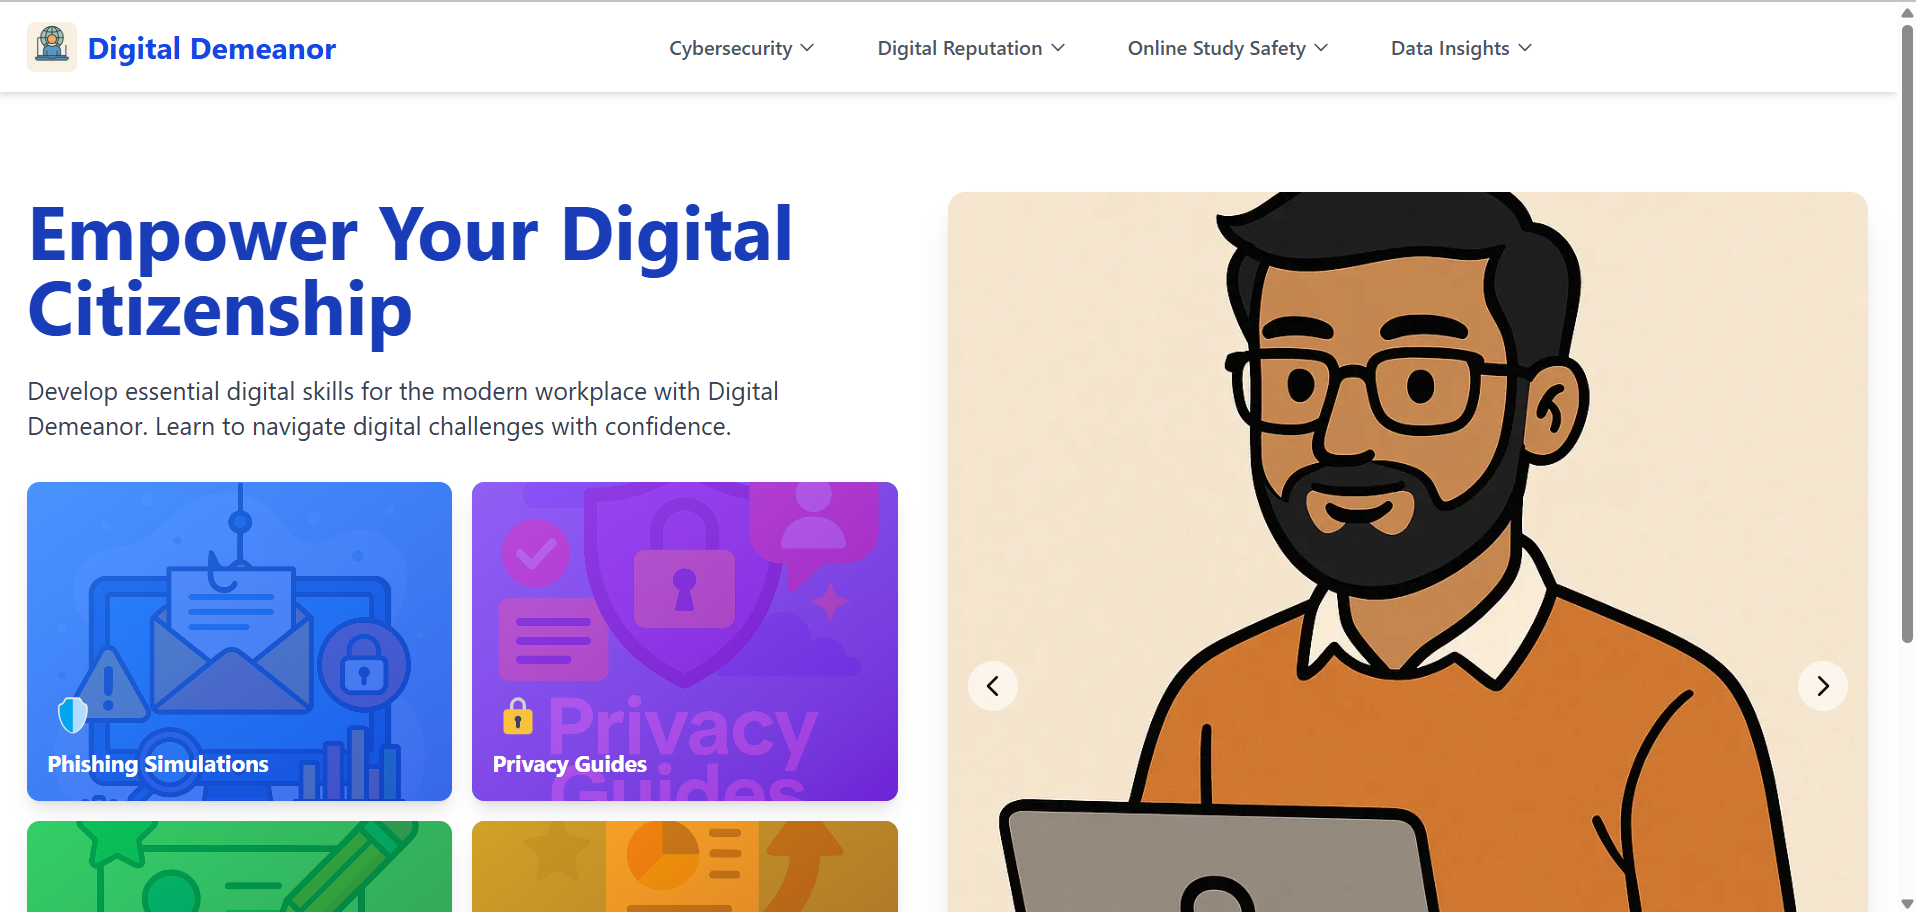 Digital Demeanor
Cybersecurity
Digital Reputation
Online Study Safety
Data Insights
Empower Your Digital
Citizenship
Develop essential digital skills for the modern workplace with Digital
Demeanor. Learn to navigate digital challenges with confidence.
Phishing Simulations
Privacy
Guides
Privacy Guides